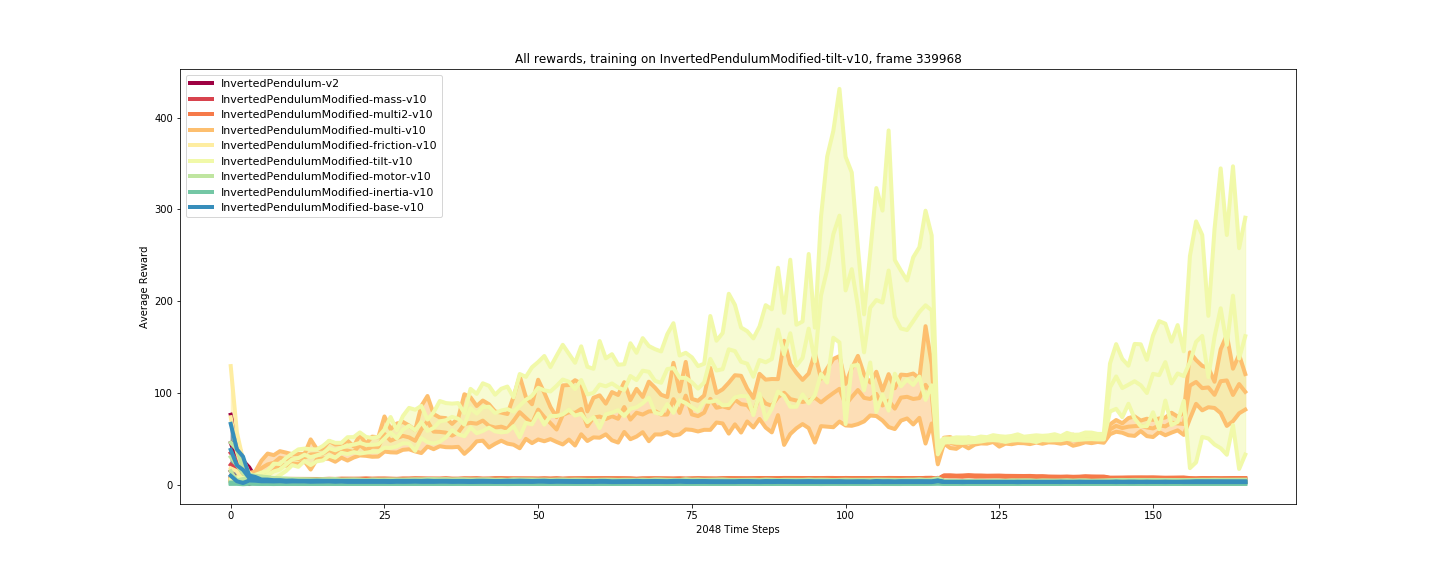 All rewards, training on InvertedPendulumModified-tilt-v10, frame 339968
InvertedPendulum-v2
InvertedPendulumModified-mass-v10
InvertedPendulumModified-multi2-v10
InvertedPendulumModified-multi-v10
InvertedPendulumModified-friction-v10
InvertedPendulumModified-tilt-v10
InvertedPendulumModified-motor-v10
InvertedPendulumModified-inertia-v10
InvertedPendulumModified-base-v10
400
300
200
100
0
Average Reward
0 25 50 75 100 125 150
2048 Time Steps